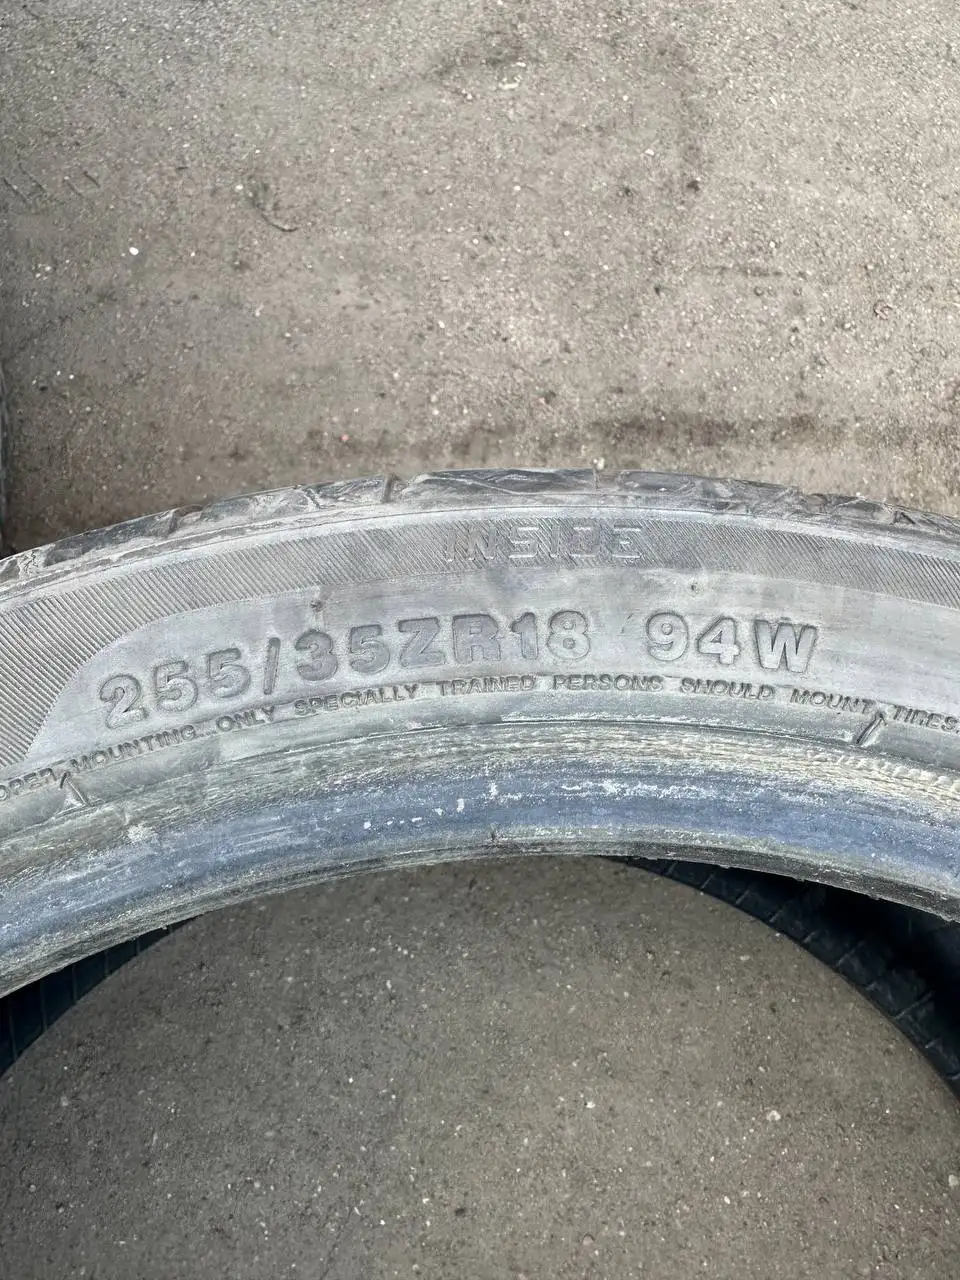 INSIDE
255/35ZR18 94W
MOUNTING. ONLY SPECIALLY TRAINED PERSONS SHOULD MOUNT TIRES.